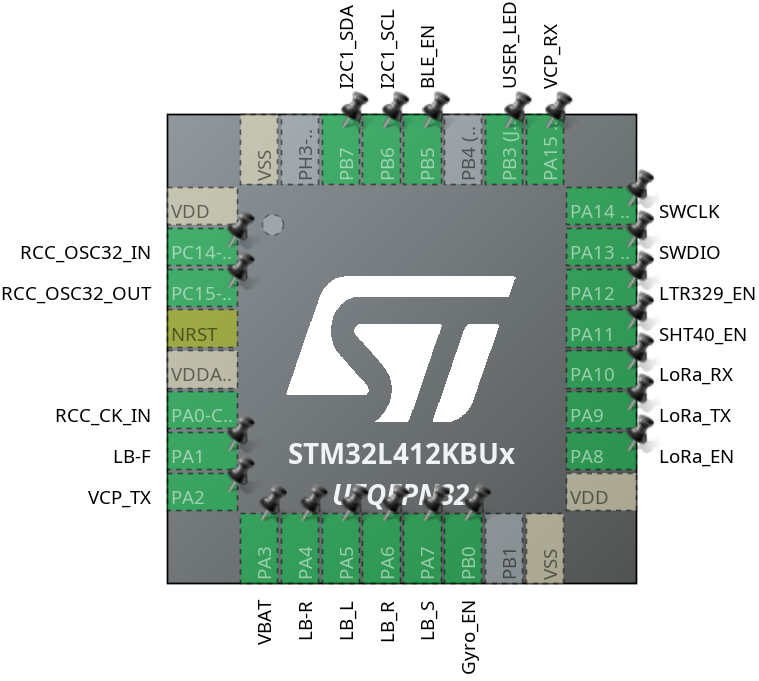 I2C1_SDA
I2C1_SCL
BLE_EN
USER_LED
VCP_RX
VSS
PH3-..
PB7
PB6
PB5
PB4 (..
PB3 (J..
PA15 ..
VDD
RCC_OSC32_IN PC14-..
RCC_OSC32_OUT PC15-..
NRST
VDDA..
RCC_CK_IN PA0-C..
LB-F PA1
VCP_TX PA2
PA14 .. SWCLK
PA13 .. SWDIO
PA12 LTR329_EN
PA11 SHT40_EN
PA10 LoRa_RX
PA9 LoRa_TX
PA8 LoRa_EN
VDD
ST
STM32L412KBUx
UFQFPN32
PA3
PA4
PA5
PA6
PA7
PB0
PB1
VSS
VBAT
LB-R
LB_L
LB_R
LB_S
Gyro_EN